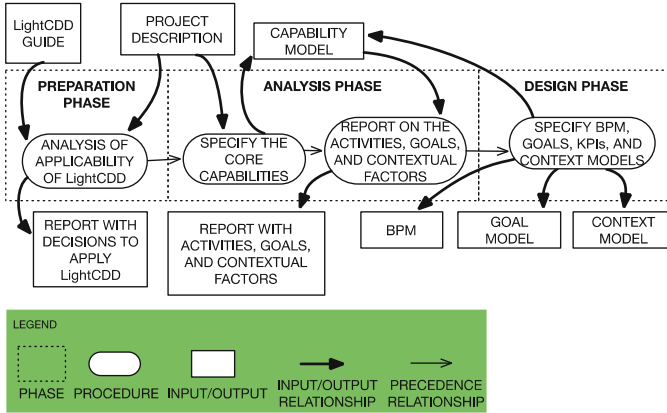 LightCDD
GUIDE
PROJECT
DESCRIPTION
CAPABILITY
MODEL
PREPARATION
PHASE
ANALYSIS PHASE
DESIGN PHASE
ANALYSIS OF
APPLICABILITY
OF LightCDD
SPECIFY THE
CORE
CAPABILITIES
REPORT ON THE
ACTIVITIES, GOALS,
AND CONTEXTUAL
FACTORS
SPECIFY BPM,
GOALS, KPIs, AND
CONTEXT MODELS
REPORT WITH
DECISIONS TO
APPLY
LightCDD
REPORT WITH
ACTIVITIES, GOALS,
AND CONTEXTUAL
FACTORS
BPM
GOAL
MODEL
CONTEXT
MODEL
LEGEND
PHASE
PROCEDURE
INPUT/OUTPUT
INPUT/OUTPUT
RELATIONSHIP
PRECEDENCE
RELATIONSHIP